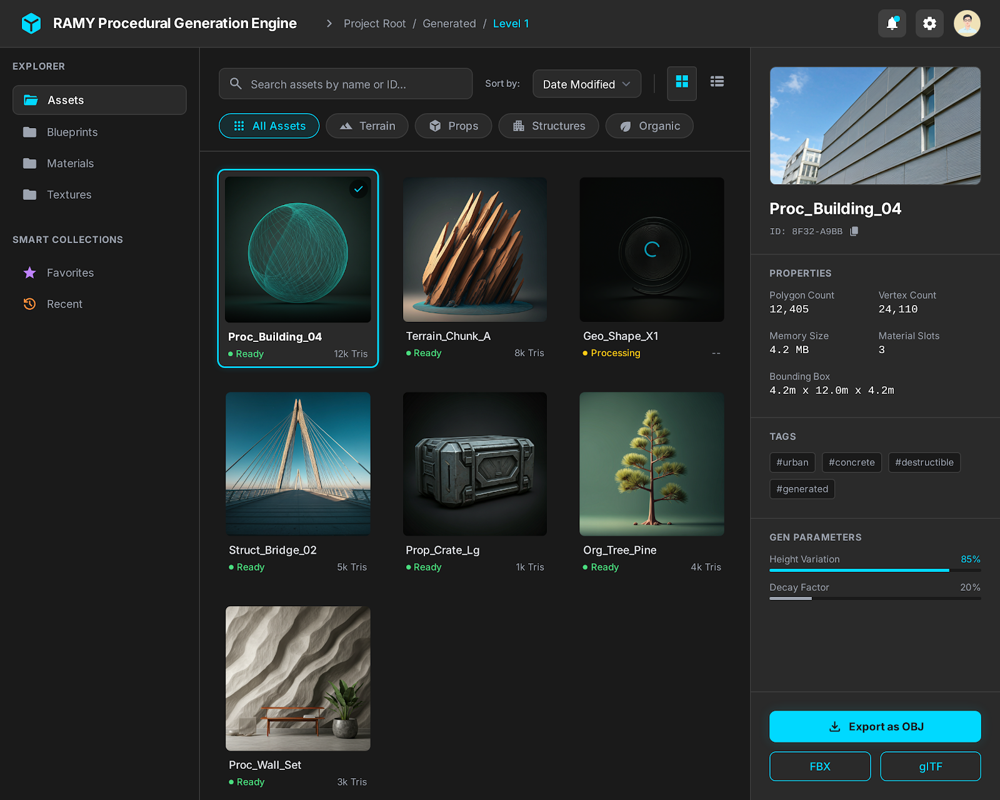 RAMY Procedural Generation Engine
Project Root / Generated / Level 1
EXPLORER
Assets
Blueprints
Materials
Textures
SMART COLLECTIONS
Favorites
Recent
Search assets by name or ID...
Sort by:
Date Modified
All Assets
Terrain
Props
Structures
Organic
Proc_Building_04
Ready
12k Tris
Terrain_Chunk_A
Ready
8k Tris
Geo_Shape_X1
Processing
--
Struct_Bridge_02
Ready
5k Tris
Prop_Crate_Lg
Ready
1k Tris
Org_Tree_Pine
Ready
4k Tris
Proc_Wall_Set
Ready
3k Tris
Proc_Building_04
ID: 8F32-A9BB
PROPERTIES
Polygon Count
12,405
Vertex Count
24,110
Memory Size
4.2 MB
Material Slots
3
Bounding Box
4.2m x 12.0m x 4.2m
TAGS
#urban
#concrete
#destructible
#generated
GEN PARAMETERS
Height Variation
85%
Decay Factor
20%
Export as OBJ
FBX
glTF